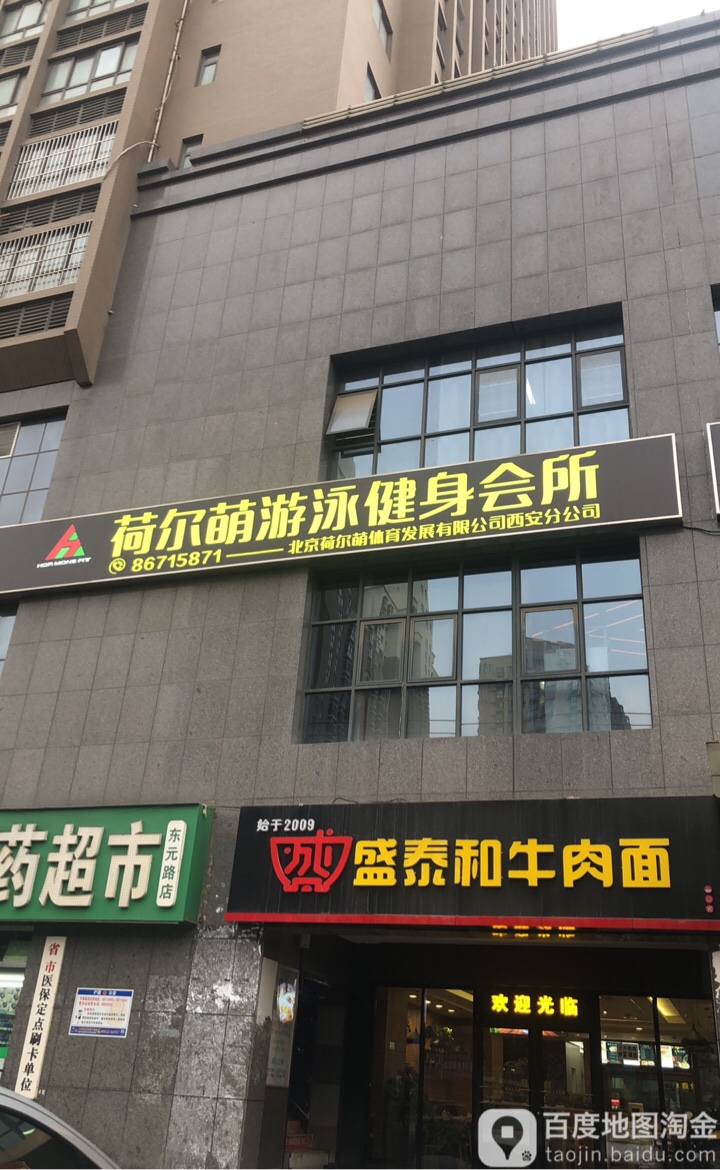 荷尔萌游泳健身会所
HOR MONE FIT
86715871——北京荷尔萌体育发展有限公司西安分公司
药超市
东元路店
始于2009
盛泰和牛肉面
省市医保定点刷卡单位
欢迎光临
百度地图淘金
taojin.baidu.com